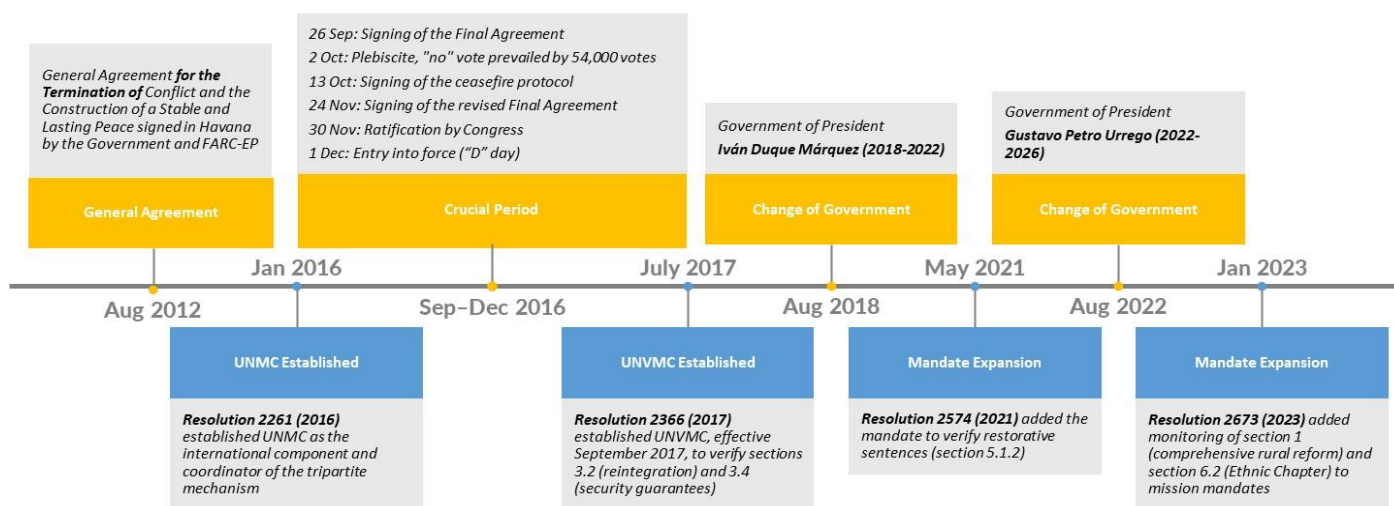 General Agreement for the
Termination of Conflict and the
Construction of a Stable and
Lasting Peace signed in Havana
by the Government and FARC-EP
General Agreement
Aug 2012
Jan 2016
UNMC Established
Resolution 2261 (2016)
established UNMC as the
international component and
coordinator of the tripartite
mechanism
26 Sep: Signing of the Final Agreement
2 Oct: Plebiscite, "no" vote prevailed by 54,000 votes
13 Oct: Signing of the ceasefire protocol
24 Nov: Signing of the revised Final Agreement
30 Nov: Ratification by Congress
1 Dec: Entry into force (“D” day)
Crucial Period
Sep–Dec 2016
July 2017
UNVMC Established
Resolution 2366 (2017)
established UNVMC, effective
September 2017, to verify sections
3.2 (reintegration) and 3.4
(security guarantees)
Government of President
Iván Duque Márquez (2018-2022)
Change of Government
Aug 2018
May 2021
Mandate Expansion
Resolution 2574 (2021) added the
mandate to verify restorative
sentences (section 5.1.2)
Government of President
Gustavo Petro Urrego (2022-
2026)
Change of Government
Aug 2022
Jan 2023
Mandate Expansion
Resolution 2673 (2023) added
monitoring of section 1
(comprehensive rural reform) and
section 6.2 (Ethnic Chapter) to
mission mandates